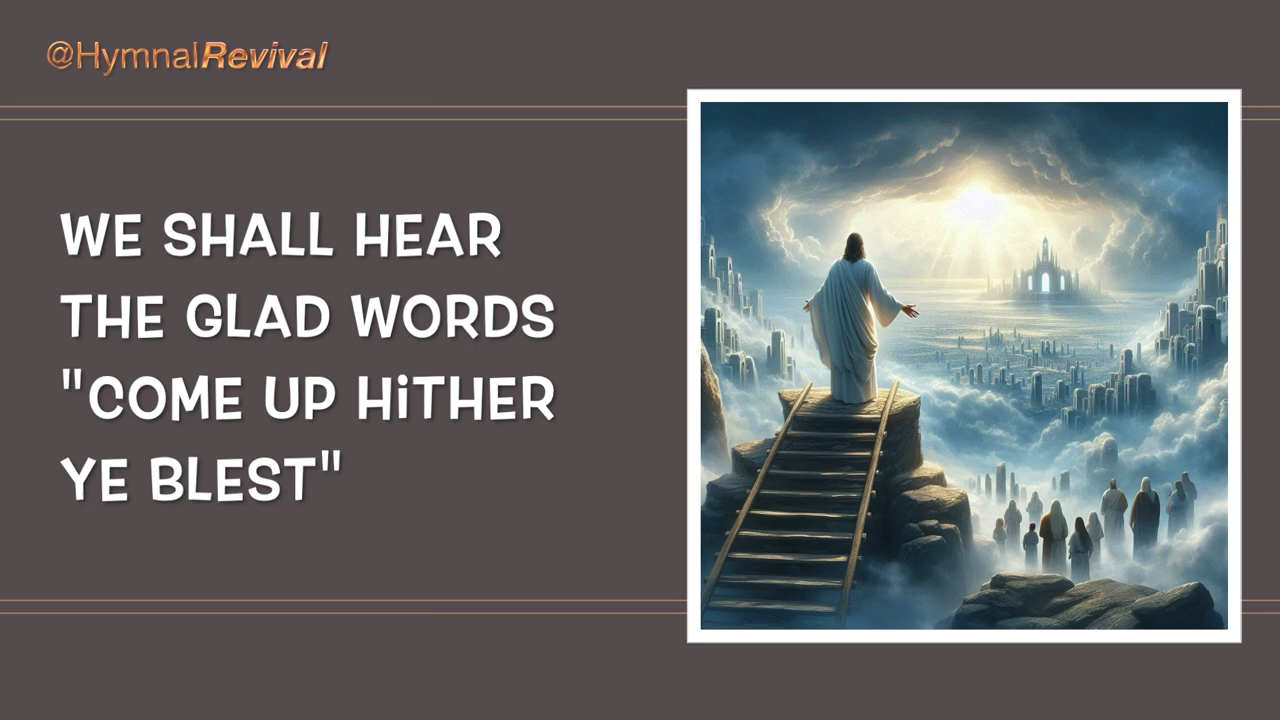 @HymnalRevival
WE SHALL HEAR
THE GLAD WORDS
"COME UP HiTHER
YE BLEST"